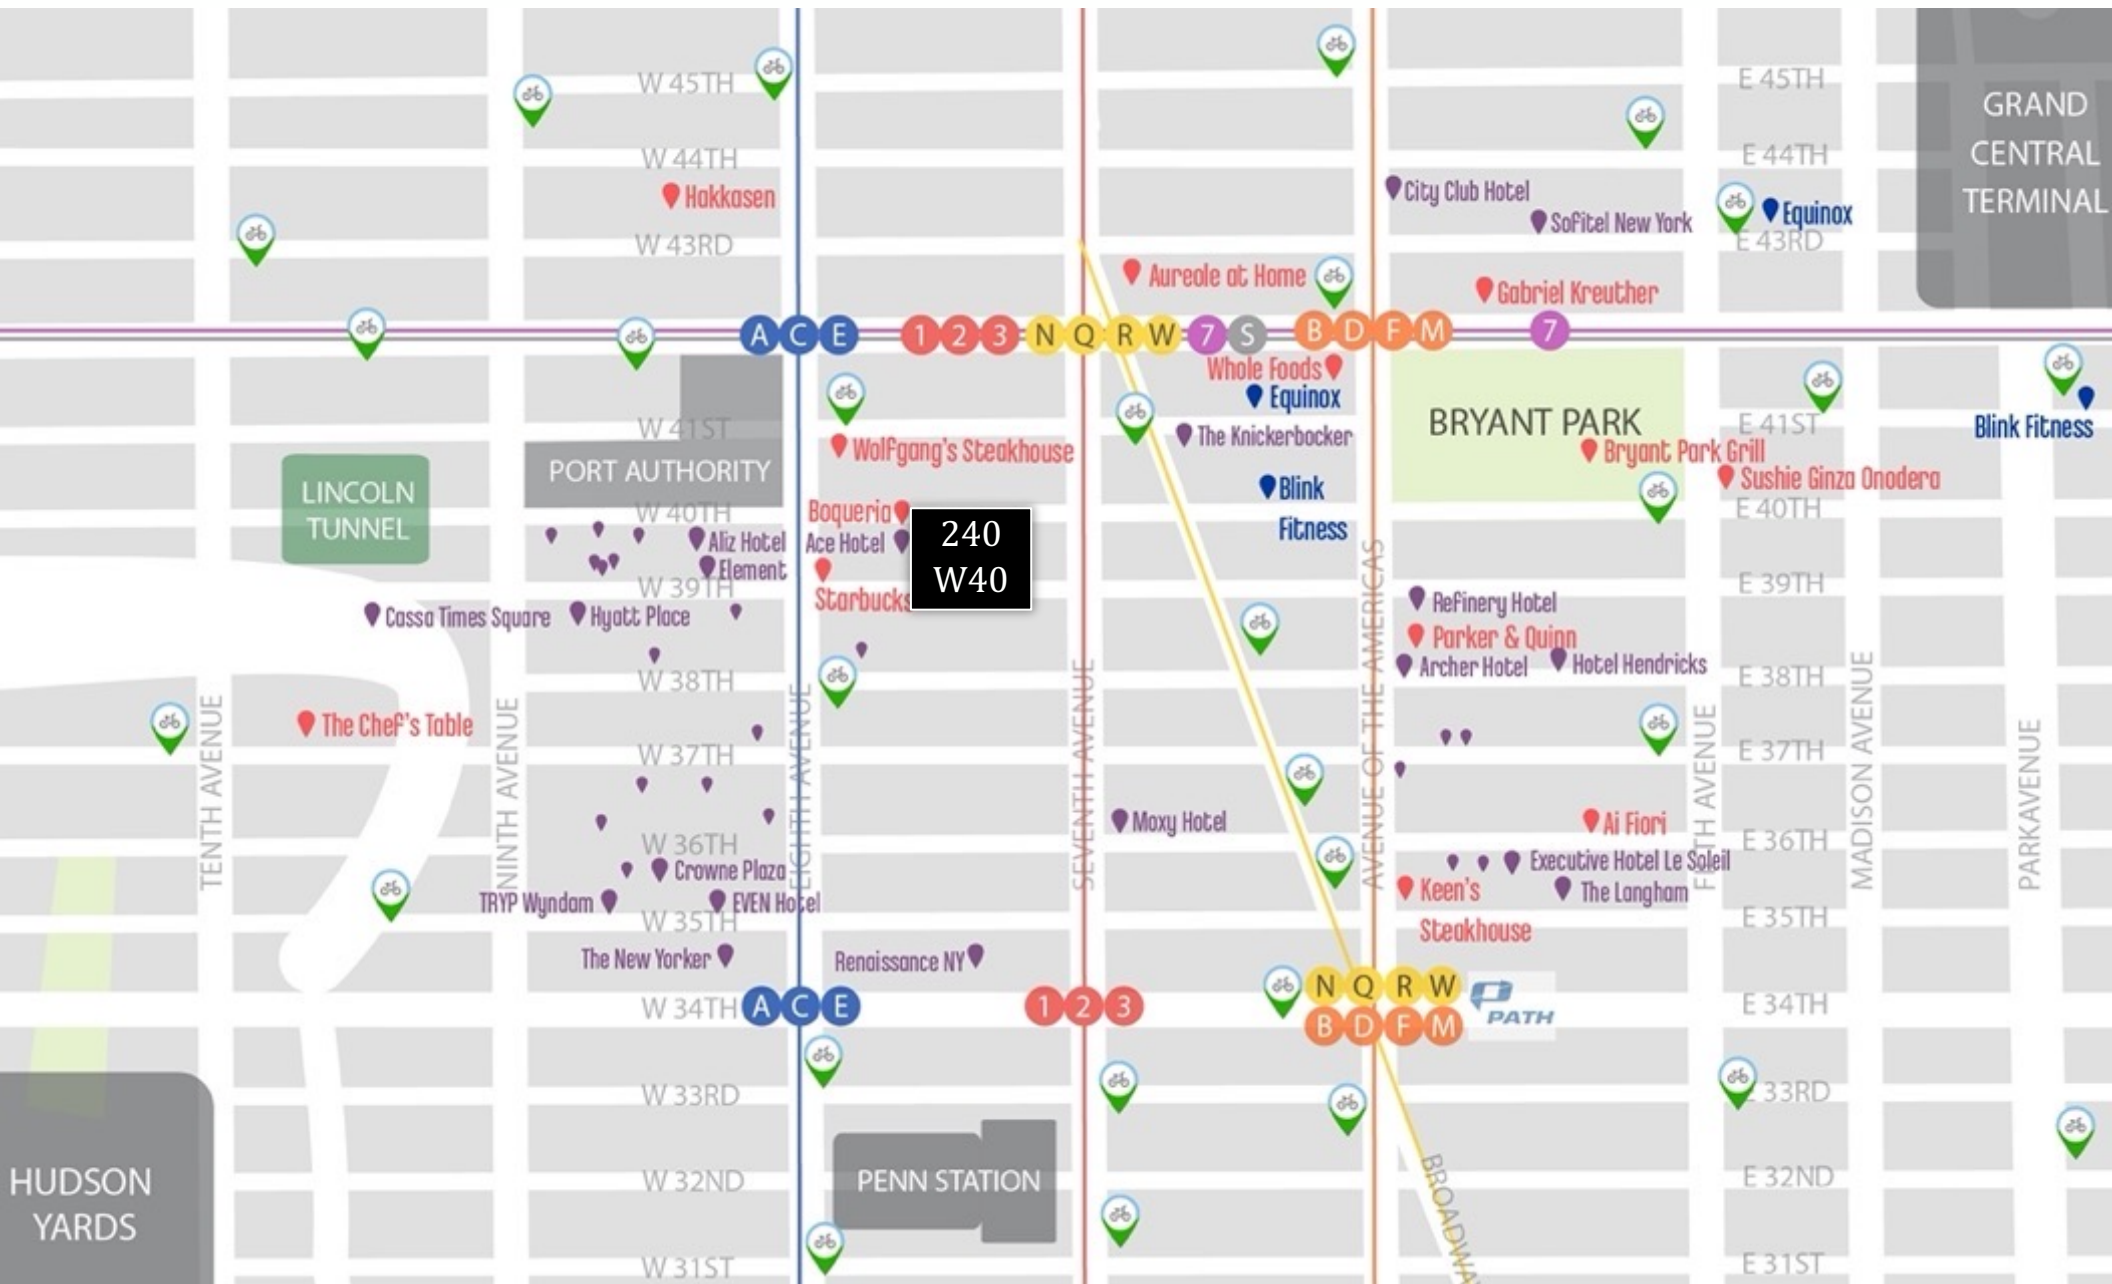 W 45TH
E 45TH
GRAND
CENTRAL
TERMINAL
W 44TH
E 44TH
Hakkasen
City Club Hotel
Sofitel New York
Equinox
W 43RD
E 43RD
Aureole at Home
Gabriel Kreuther
A C E
1 2 3
N Q R W
7
S
B D F M
7
Whole Foods
Equinox
BRYANT PARK
Blink Fitness
W 41ST
E 41ST
The Knickerbocker
Wolfgang's Steakhouse
Bryant Park Grill
PORT AUTHORITY
Sushie Ginza Onodera
LINCOLN
TUNNEL
Blink
Fitness
W 40TH
E 40TH
Boqueria
240
W40
Aliz Hotel
Ace Hotel
Element
W 39TH
E 39TH
Starbucks
Cassa Times Square
Hyatt Place
Refinery Hotel
Parker & Quinn
Archer Hotel
Hotel Hendricks
W 38TH
E 38TH
The Chef's Table
W 37TH
E 37TH
TENTH AVENUE
NINTH AVENUE
EIGHTH AVENUE
SEVENTH AVENUE
AVENUE OF THE AMERICAS
FIFTH AVENUE
MADISON AVENUE
PARKAVENUE
Moxy Hotel
Ai Fiori
W 36TH
E 36TH
Crowne Plaza
Executive Hotel Le Soleil
TRYP Wyndam
EVEN Hotel
Keen's
Steakhouse
The Langham
W 35TH
E 35TH
The New Yorker
Renaissance NY
W 34TH
A C E
1 2 3
N Q R W
B D F M
PATH
E 34TH
W 33RD
E 33RD
HUDSON
YARDS
W 32ND
PENN STATION
E 32ND
BROADWAY
W 31ST
E 31ST